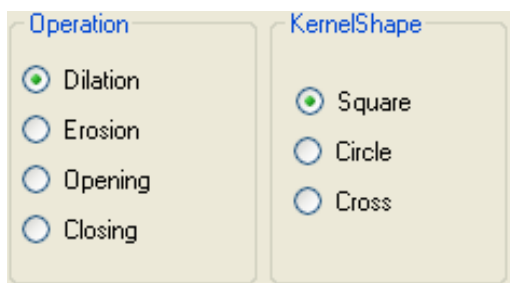 Operation
Dilation
Erosion
Opening
Closing
KernelShape
Square
Circle
Cross